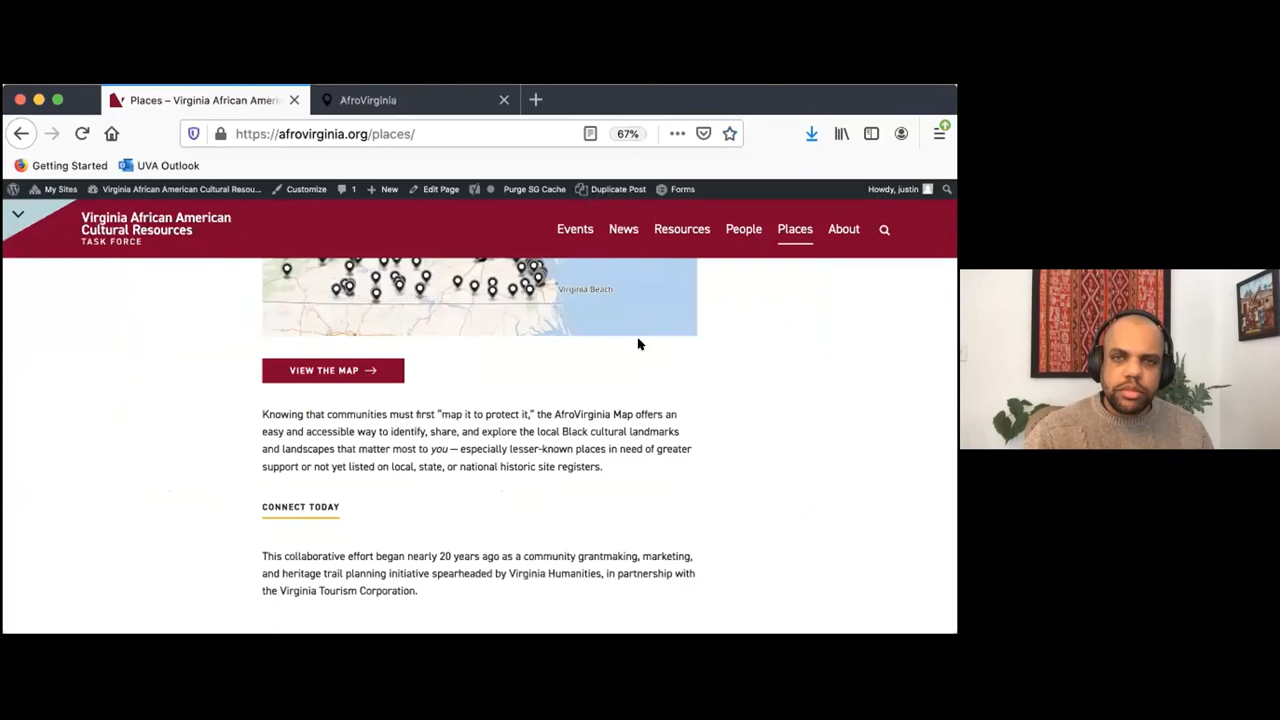 Places – Virginia African Ameri
AfroVirginia
https://afrovirginia.org/places/
67%
Getting Started
UVA Outlook
My Sites
Virginia African American Cultural Resou...
Customize
1
New
Edit Page
Purge SG Cache
Duplicate Post
Forms
Howdy, justin
Virginia African American
Cultural Resources
TASK FORCE
Events
News
Resources
People
Places
About
Virginia Beach
VIEW THE MAP
Knowing that communities must first "map it to protect it," the AfroVirginia Map offers an
easy and accessible way to identify, share, and explore the local Black cultural landmarks
and landscapes that matter most to you — especially lesser-known places in need of greater
support or not yet listed on local, state, or national historic site registers.
CONNECT TODAY
This collaborative effort began nearly 20 years ago as a community grantmaking, marketing,
and heritage trail planning initiative spearheaded by Virginia Humanities, in partnership with
the Virginia Tourism Corporation.